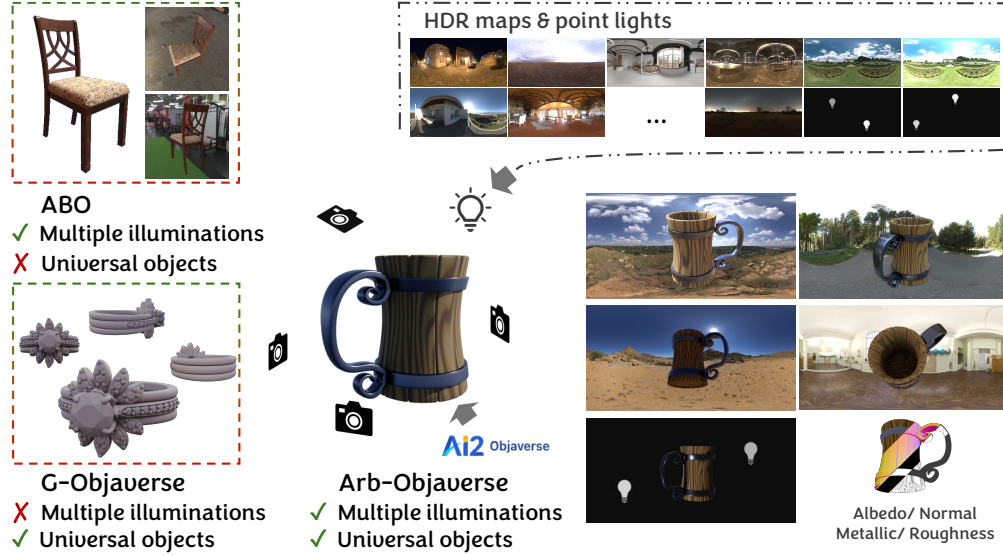 HDR maps & point lights
...
ABO
✓ Multiple illuminations
✗ Universal objects
Ai2 Objaverse
G-Objaverse
✗ Multiple illuminations
✓ Universal objects
Arb-Objaverse
✓ Multiple illuminations
✓ Universal objects
Albedo/ Normal
Metallic/ Roughness